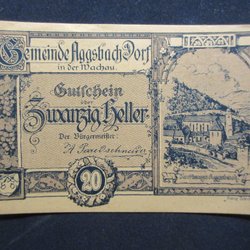 Gemeinde Aggsbach Dorf
in der Wachau.
Gutschein
über
Zwanzig Heller
Der Bürgermeister:
20